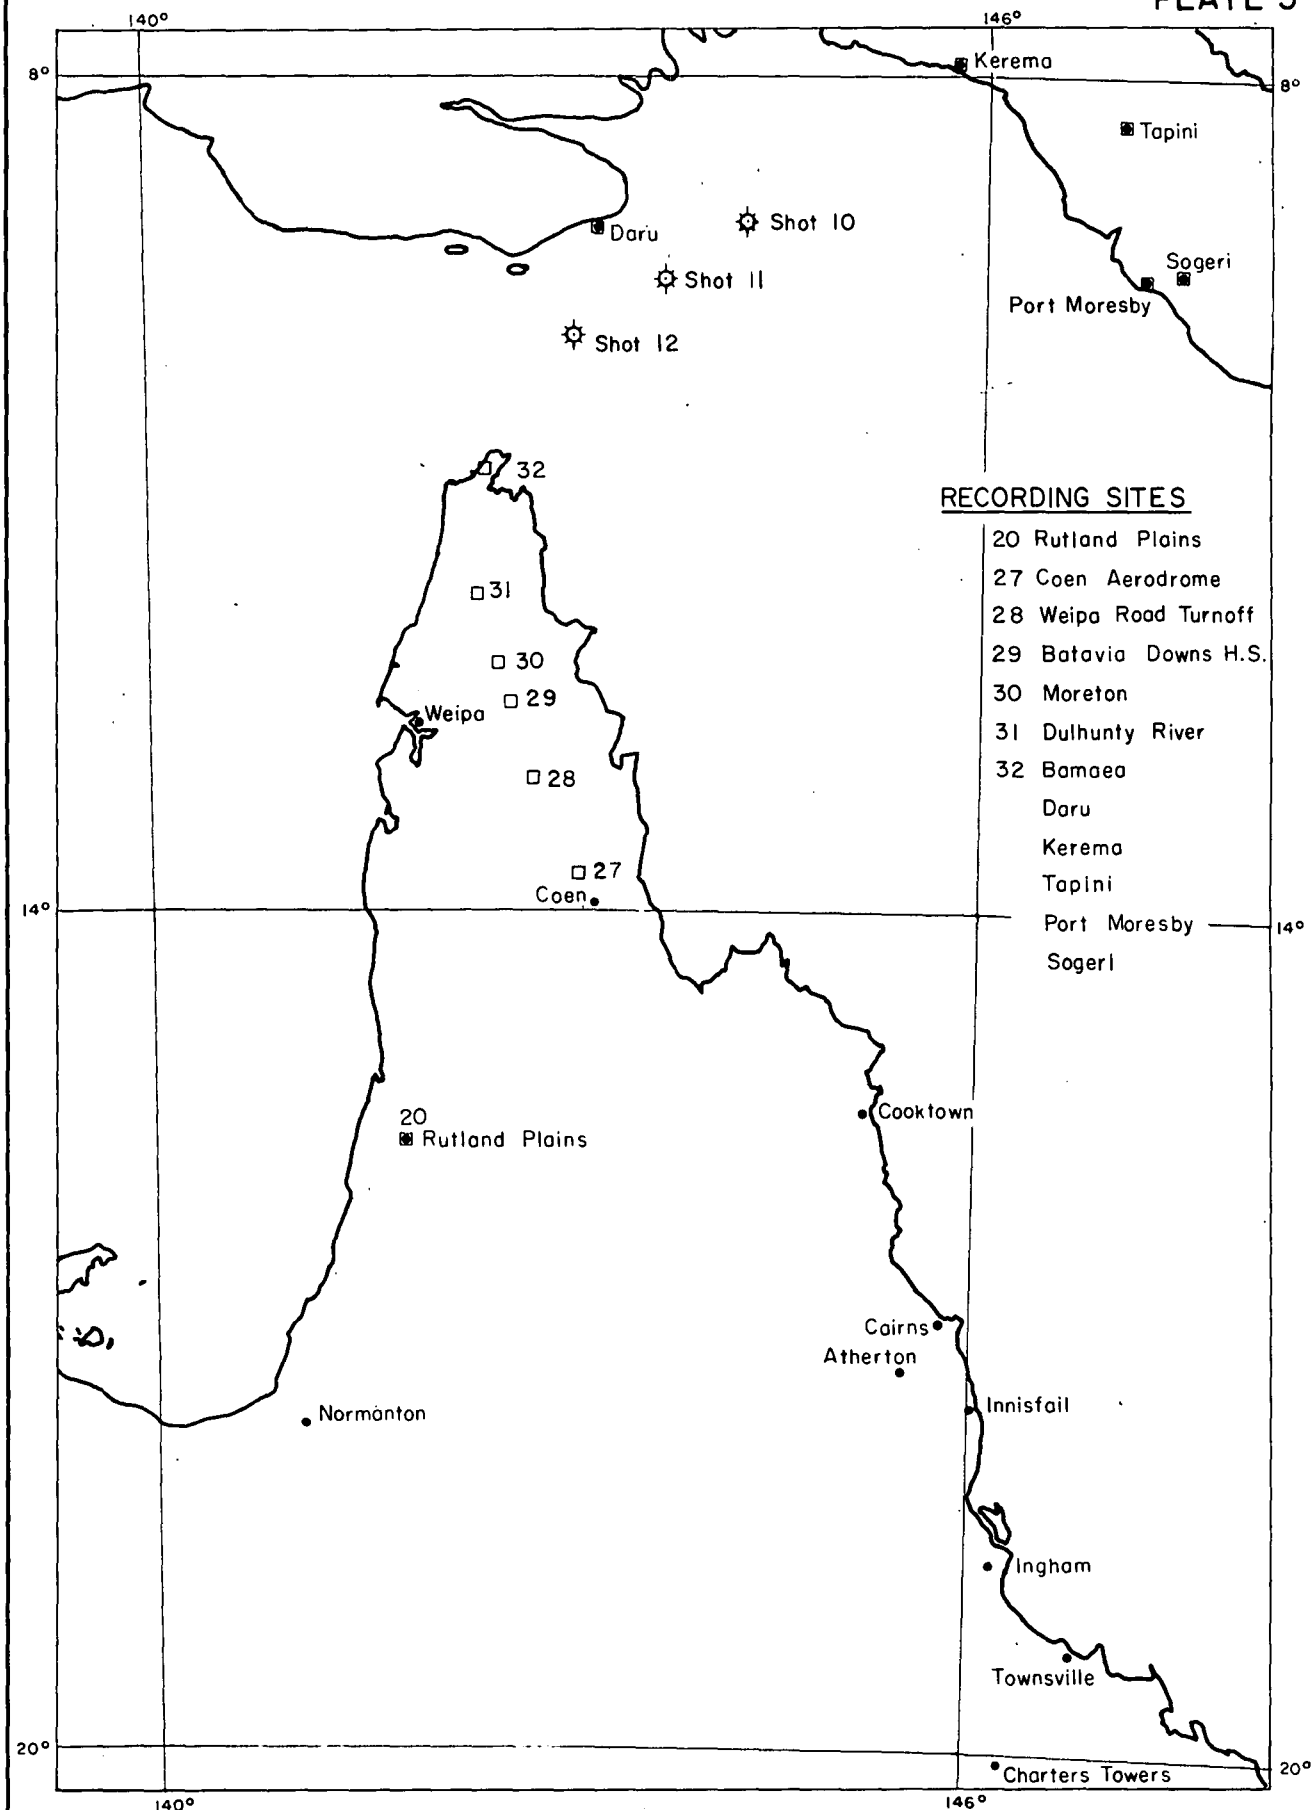 PLATE 5
140°
146°
8°
Kerema
8°
Tapini
Shot 10
Daru
Sogeri
Shot 11
Port Moresby
Shot 12
32
RECORDING SITES
20 Rutland Plains
27 Coen Aerodrome
28 Weipa Road Turnoff
29 Batavia Downs H.S.
30 Moreton
31 Dulhunty River
32 Bamaea
Daru
Kerema
Tapini
Port Moresby
Sogeri
31
30
29
Weipa
28
27
Coen
14°
14°
20
Rutland Plains
Cooktown
Cairns
Atherton
Innisfail
Normanton
Ingham
Townsville
20°
20°
Charters Towers
140°
146°